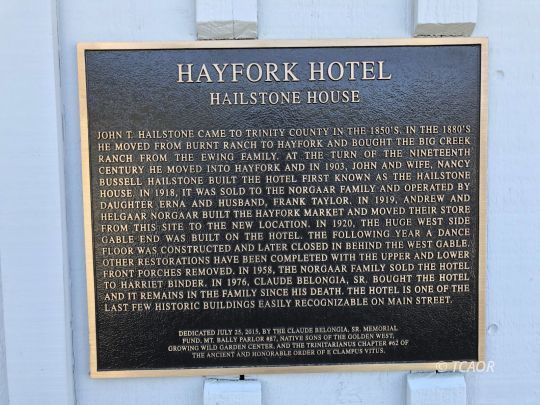 HAYFORK HOTEL
HAILSTONE HOUSE
JOHN T. HAILSTONE CAME TO TRINITY COUNTY IN THE 1850'S. IN THE 1880'S
HE MOVED FROM BURNT RANCH TO HAYFORK AND BOUGHT THE BIG CREEK
RANCH FROM THE EWING FAMILY. AT THE TURN OF THE NINETEENTH
CENTURY HE MOVED INTO HAYFORK AND IN 1903, JOHN AND WIFE, NANCY
BUSSELL HAILSTONE BUILT THE HOTEL FIRST KNOWN AS THE HAILSTONE
HOUSE. IN 1918, IT WAS SOLD TO THE NORGAAR FAMILY AND OPERATED BY
DAUGHTER ERNA AND HUSBAND, FRANK TAYLOR. IN 1919, ANDREW AND
HELGAAR NORGAAR BUILT THE HAYFORK MARKET AND MOVED THEIR STORE
FROM THIS SITE TO THE NEW LOCATION. IN 1920, THE HUGE WEST SIDE
GABLE END WAS BUILT ON THE HOTEL. THE FOLLOWING YEAR A DANCE
FLOOR WAS CONSTRUCTED AND LATER CLOSED IN BEHIND THE WEST GABLE.
OTHER RESTORATIONS HAVE BEEN COMPLETED WITH THE UPPER AND LOWER
FRONT PORCHES REMOVED. IN 1958, THE NORGAAR FAMILY SOLD THE HOTEL
TO HARRIET BINDER. IN 1976, CLAUDE BELONGIA, SR. BOUGHT THE HOTEL
AND IT REMAINS IN THE FAMILY SINCE HIS DEATH. THE HOTEL IS ONE OF THE
LAST FEW HISTORIC BUILDINGS EASILY RECOGNIZABLE ON MAIN STREET.
DEDICATED JULY 25, 2015, BY THE CLAUDE BELONGIA, SR. MEMORIAL
FUND, MT. BALLY PARLOR #87, NATIVE SONS OF THE GOLDEN WEST,
GROWING WILD GARDEN CENTER, AND THE TRINITARIANUS CHAPTER #62 OF
THE ANCIENT AND HONORABLE ORDER OF E CLAMPUS VITUS.
© TCAOR